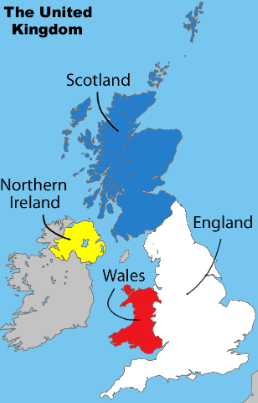 The United
Kingdom
Scotland
Northern
Ireland
England
Wales